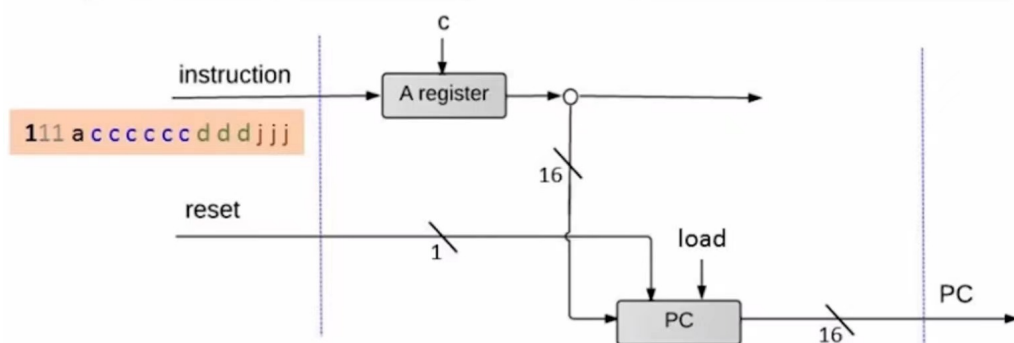 c
instruction
A register
111 a c c c c c c d d d j j j
16
reset
1
load
PC
PC
16